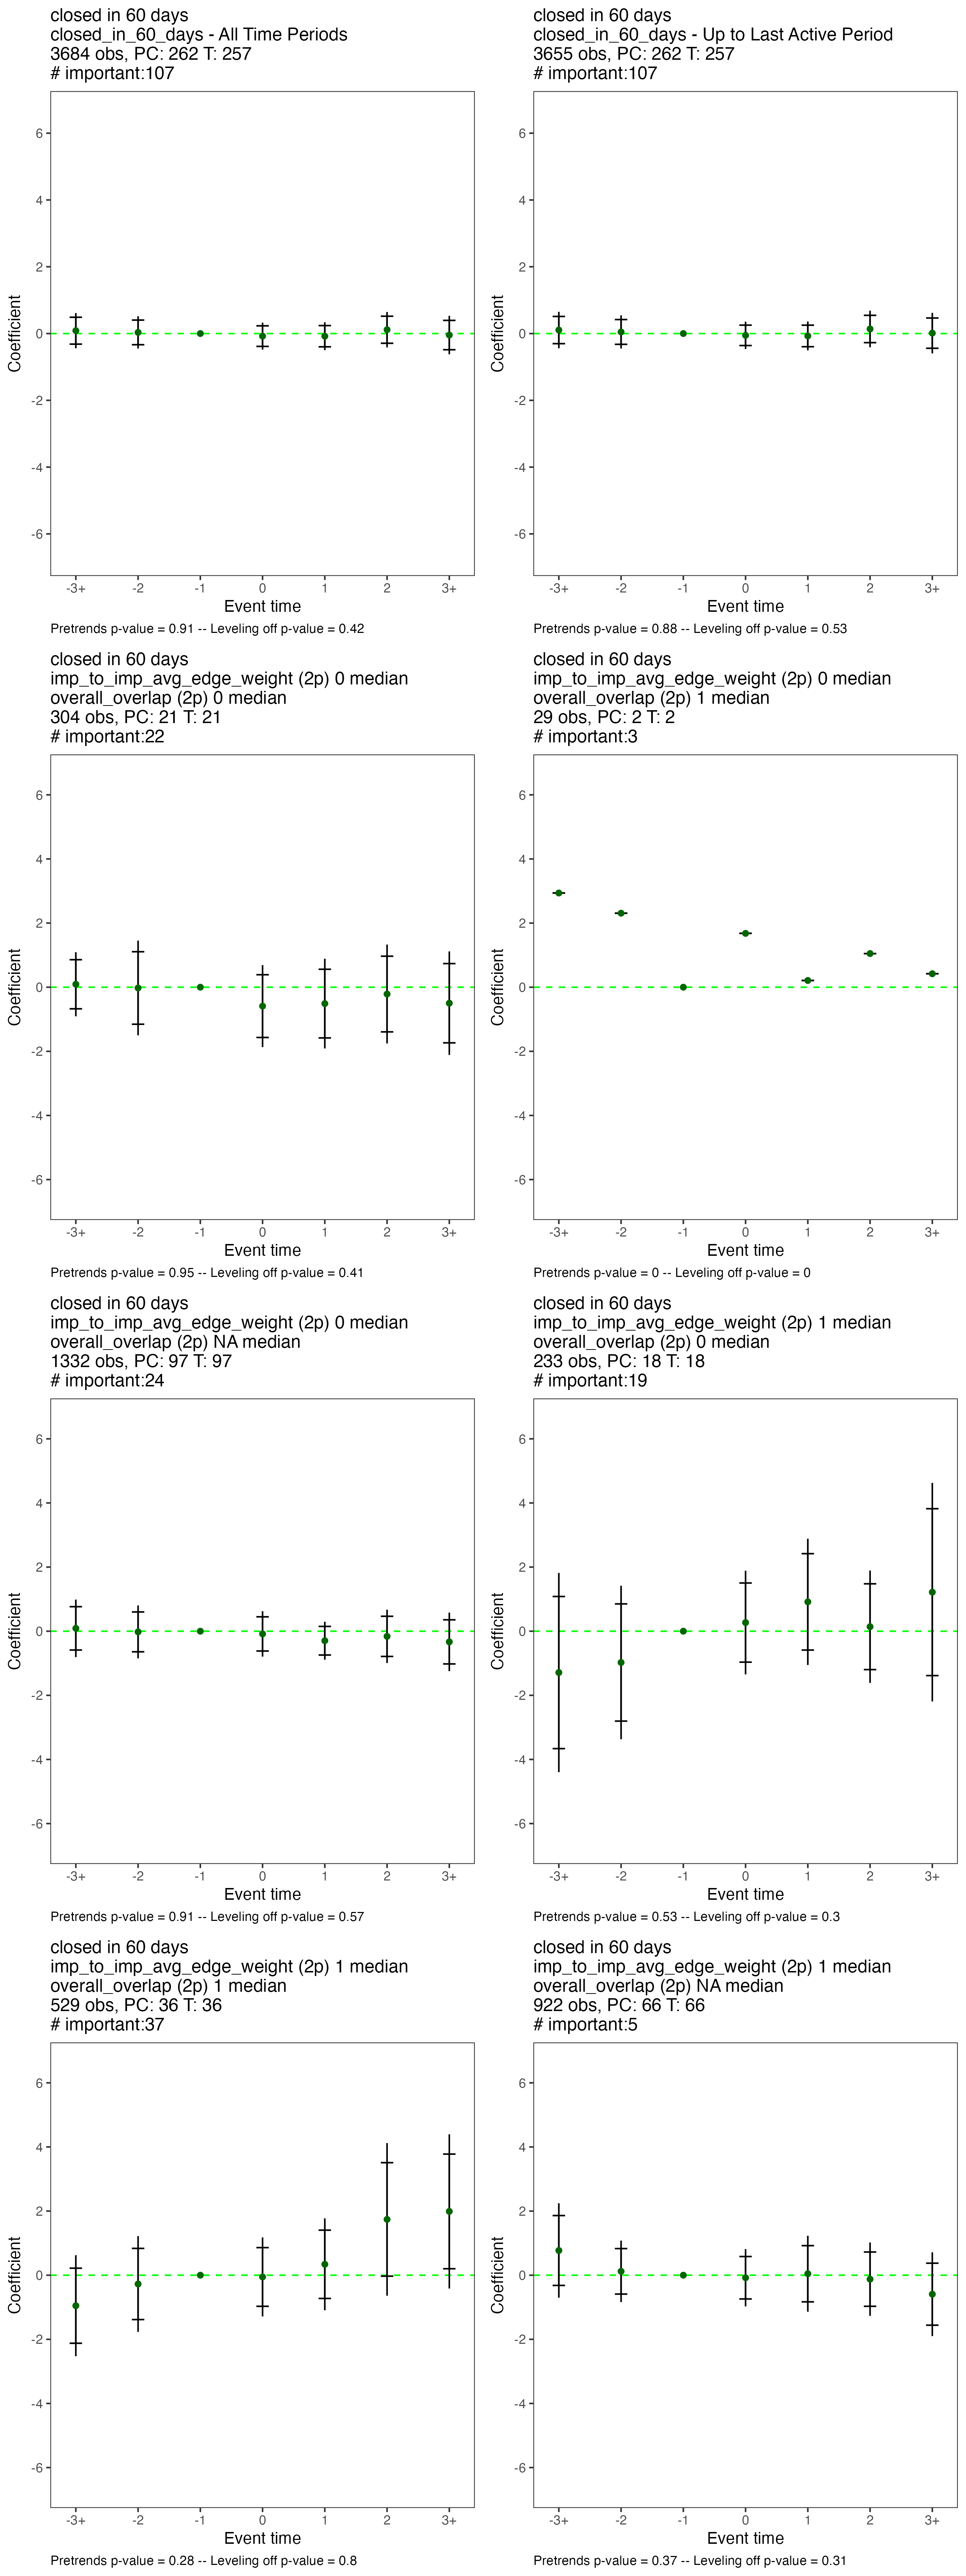 closed in 60 days
closed_in_60_days - All Time Periods
3684 obs, PC: 262 T: 257
# important:107
Coefficient
6
4
2
0
-2
-4
-6
-3+ -2 -1 0 1 2 3+
Event time
Pretrends p-value = 0.91 -- Leveling off p-value = 0.42
closed in 60 days
closed_in_60_days - Up to Last Active Period
3655 obs, PC: 262 T: 257
# important:107
Coefficient
6
4
2
0
-2
-4
-6
-3+ -2 -1 0 1 2 3+
Event time
Pretrends p-value = 0.88 -- Leveling off p-value = 0.53
closed in 60 days
imp_to_imp_avg_edge_weight (2p) 0 median
overall_overlap (2p) 0 median
304 obs, PC: 21 T: 21
# important:22
Coefficient
6
4
2
0
-2
-4
-6
-3+ -2 -1 0 1 2 3+
Event time
Pretrends p-value = 0.95 -- Leveling off p-value = 0.41
closed in 60 days
imp_to_imp_avg_edge_weight (2p) 0 median
overall_overlap (2p) 1 median
29 obs, PC: 2 T: 2
# important:3
Coefficient
6
4
2
0
-2
-4
-6
-3+ -2 -1 0 1 2 3+
Event time
Pretrends p-value = 0 -- Leveling off p-value = 0
closed in 60 days
imp_to_imp_avg_edge_weight (2p) 0 median
overall_overlap (2p) NA median
1332 obs, PC: 97 T: 97
# important:24
Coefficient
6
4
2
0
-2
-4
-6
-3+ -2 -1 0 1 2 3+
Event time
Pretrends p-value = 0.91 -- Leveling off p-value = 0.57
closed in 60 days
imp_to_imp_avg_edge_weight (2p) 1 median
overall_overlap (2p) 0 median
233 obs, PC: 18 T: 18
# important:19
Coefficient
6
4
2
0
-2
-4
-6
-3+ -2 -1 0 1 2 3+
Event time
Pretrends p-value = 0.53 -- Leveling off p-value = 0.3
closed in 60 days
imp_to_imp_avg_edge_weight (2p) 1 median
overall_overlap (2p) 1 median
529 obs, PC: 36 T: 36
# important:37
Coefficient
6
4
2
0
-2
-4
-6
-3+ -2 -1 0 1 2 3+
Event time
Pretrends p-value = 0.28 -- Leveling off p-value = 0.8
closed in 60 days
imp_to_imp_avg_edge_weight (2p) 1 median
overall_overlap (2p) NA median
922 obs, PC: 66 T: 66
# important:5
Coefficient
6
4
2
0
-2
-4
-6
-3+ -2 -1 0 1 2 3+
Event time
Pretrends p-value = 0.37 -- Leveling off p-value = 0.31